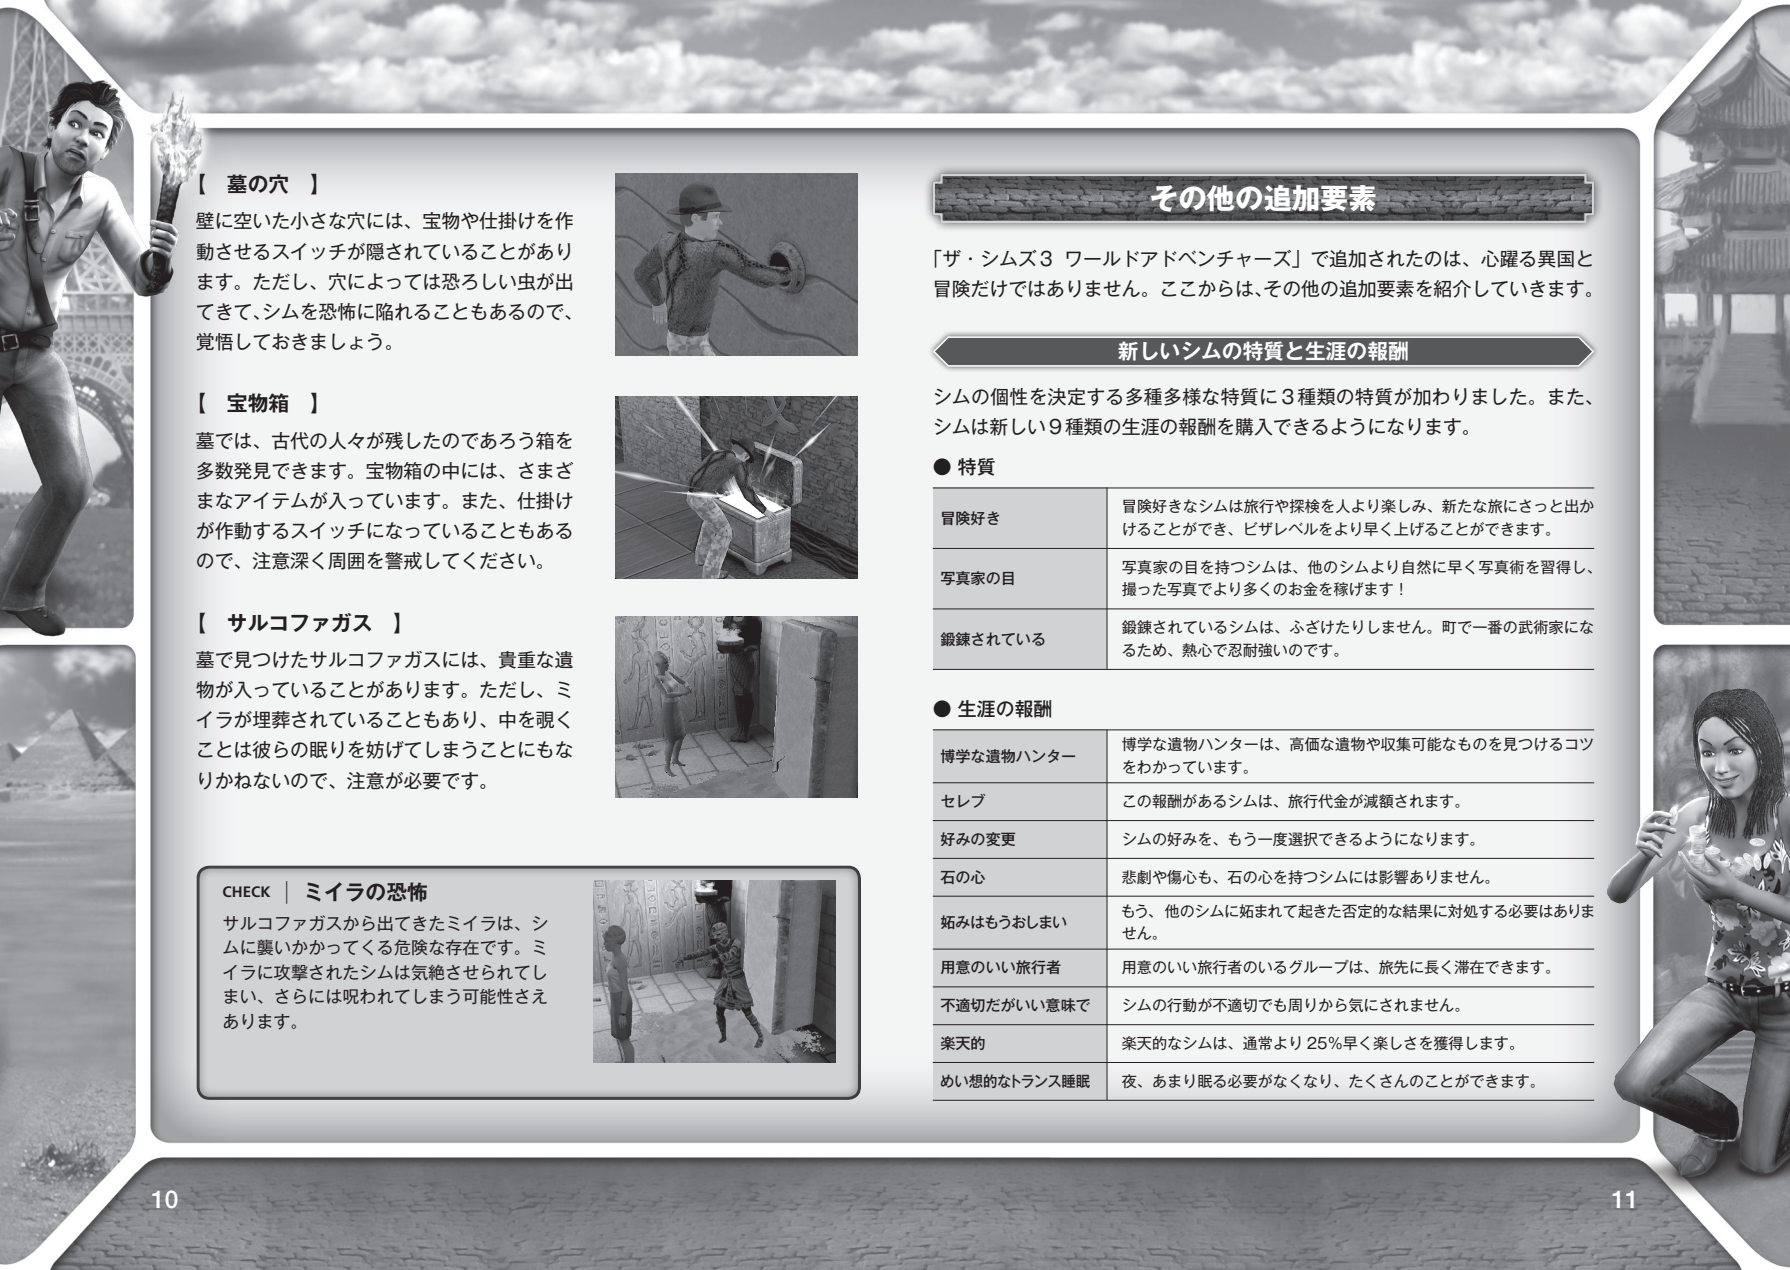 【　墓の穴　】
壁に空いた小さな穴には、宝物や仕掛けを作
動させるスイッチが隠されていることがあり
ます。ただし、穴によっては恐ろしい虫が出
てきて、シムを恐怖に陥れることもあるので、
覚悟しておきましょう。
【　宝物箱　】
墓では、古代の人々が残したのであろう箱を
多数発見できます。宝物箱の中には、さまざ
まなアイテムが入っています。また、仕掛け
が作動するスイッチになっていることもある
ので、注意深く周囲を警戒してください。
【　サルコファガス　】
墓で見つけたサルコファガスには、貴重な遺
物が入っていることがあります。ただし、ミ
イラが埋葬されていることもあり、中を覗く
ことは彼らの眠りを妨げてしまうことにもな
りかねないので、注意が必要です。
CHECK｜ミイラの恐怖
サルコファガスから出てきたミイラは、シ
ムに襲いかかってくる危険な存在です。ミ
イラに攻撃されたシムは気絶させられてし
まい、さらには呪われてしまう可能性さえ
あります。
10
その他の追加要素
「ザ・シムズ３ ワールドアドベンチャーズ」で追加されたのは、心躍る異国と
冒険だけではありません。ここからは、その他の追加要素を紹介していきます。
新しいシムの特質と生涯の報酬
シムの個性を決定する多種多様な特質に３種類の特質が加わりました。また、
シムは新しい９種類の生涯の報酬を購入できるようになります。
● 特質
冒険好き
冒険好きなシムは旅行や探検を人より楽しみ、新たな旅にさっと出か
けることができ、ビザレベルをより早く上げることができます。
写真家の目
写真家の目を持つシムは、他のシムより自然に早く写真術を習得し、
撮った写真でより多くのお金を稼げます！
鍛錬されている
鍛錬されているシムは、ふざけたりしません。町で一番の武術家にな
るため、熱心で忍耐強いのです。
● 生涯の報酬
博学な遺物ハンター
博学な遺物ハンターは、高価な遺物や収集可能なものを見つけるコツ
をわかっています。
セレブ
この報酬があるシムは、旅行代金が減額されます。
好みの変更
シムの好みを、もう一度選択できるようになります。
石の心
悲劇や傷心も、石の心を持つシムには影響ありません。
妬みはもうおしまい
もう、他のシムに妬まれて起きた否定的な結果に対処する必要はありま
せん。
用意のいい旅行者
用意のいい旅行者のいるグループは、旅先に長く滞在できます。
不適切だがいい意味で
シムの行動が不適切でも周りから気にされません。
楽天的
楽天的なシムは、通常より25％早く楽しさを獲得します。
めい想的なトランス睡眠
夜、あまり眠る必要がなくなり、たくさんのことができます。
11